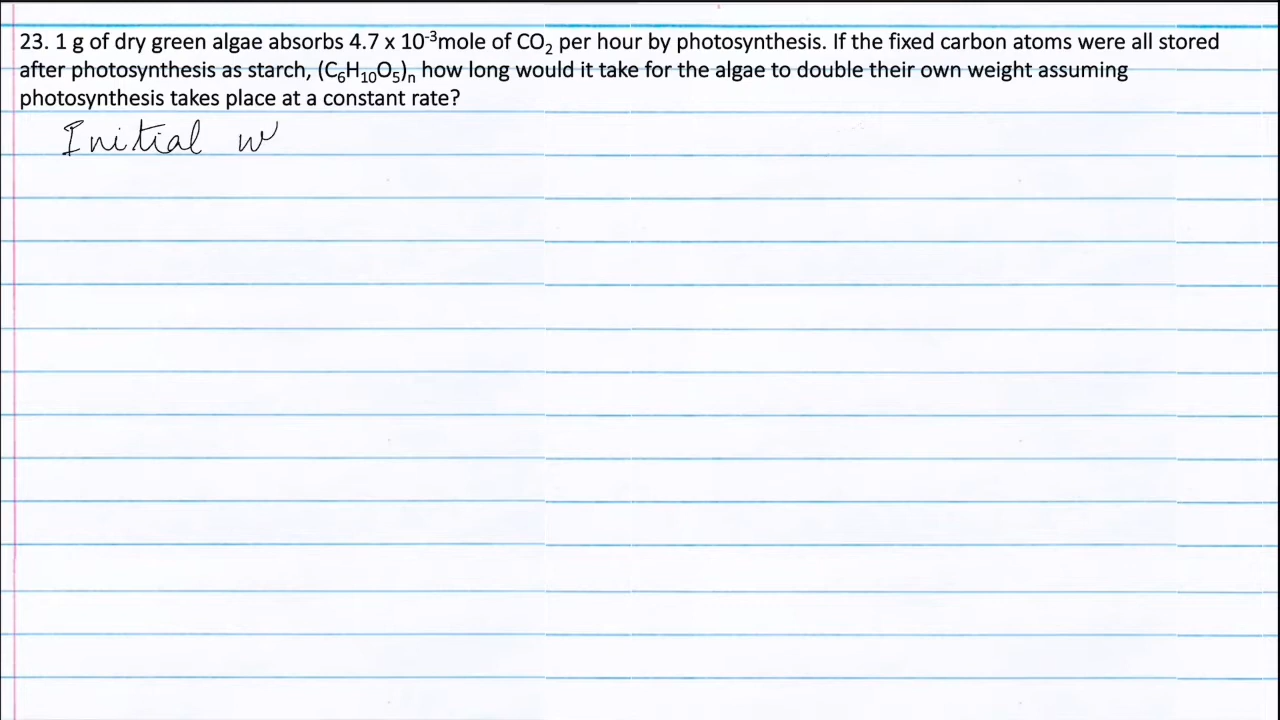 23. 1 g of dry green algae absorbs 4.7 x 10⁻³mole of CO₂ per hour by photosynthesis. If the fixed carbon atoms were all stored
after photosynthesis as starch, (C₆H₁₀O₅)ₙ how long would it take for the algae to double their own weight assuming
photosynthesis takes place at a constant rate?
Initial w